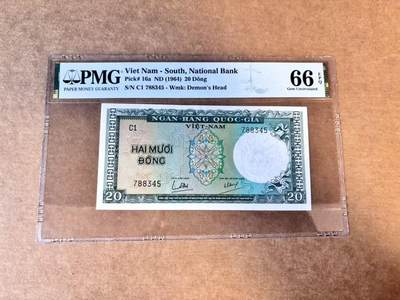 PMG
PAPER MONEY GUARANTY
Viet Nam - South, National Bank
Pick# 16a ND (1964) 20 Dông
S/N C1 788345 - Wmk: Demon's Head
66 EPQ
Gem Uncirculated
NGÂN-HÀNG QUỐC-GIA
VIỆT-NAM
C1
788345
HAI MƯƠI
ĐỒNG
788345
20
20